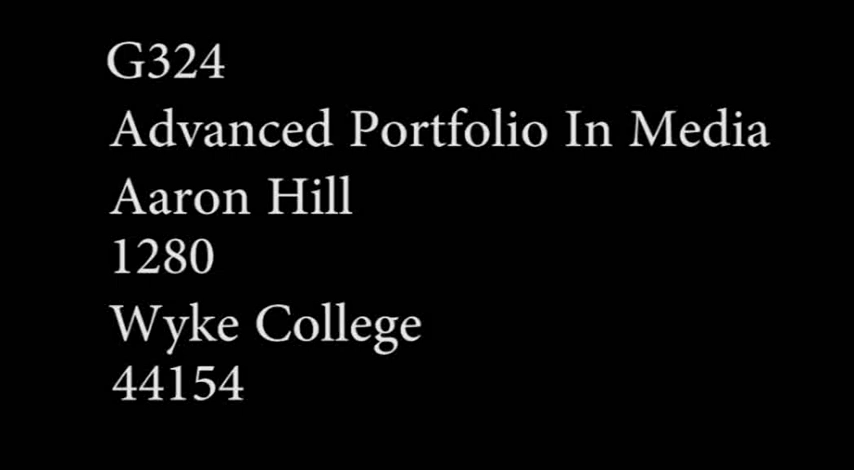 G324
Advanced Portfolio In Media
Aaron Hill
1280
Wyke College
44154